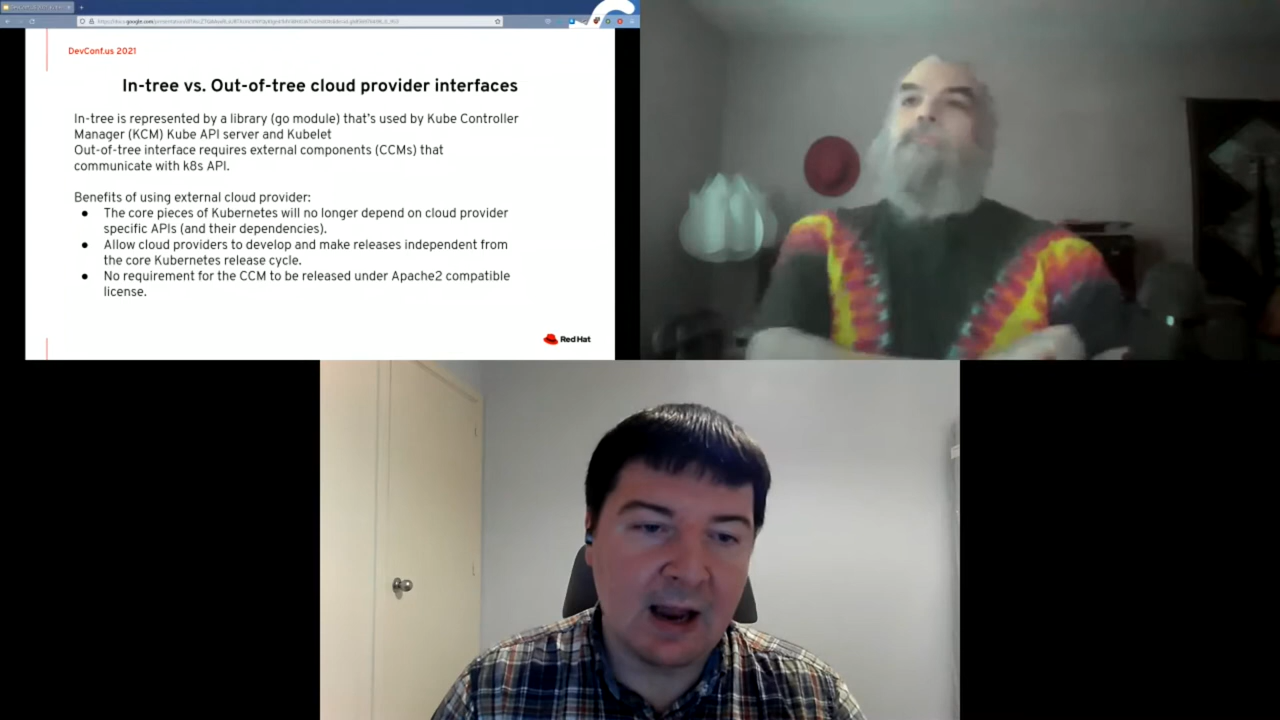 DevConf.us 2021
In-tree vs. Out-of-tree cloud provider interfaces
In-tree is represented by a library (go module) that's used by Kube Controller
Manager (KCM) Kube API server and Kubelet
Out-of-tree interface requires external components (CCMs) that
communicate with k8s API.
Benefits of using external cloud provider:
● The core pieces of Kubernetes will no longer depend on cloud provider
specific APIs (and their dependencies).
● Allow cloud providers to develop and make releases independent from
the core Kubernetes release cycle.
● No requirement for the CCM to be released under Apache2 compatible
license.
Red Hat